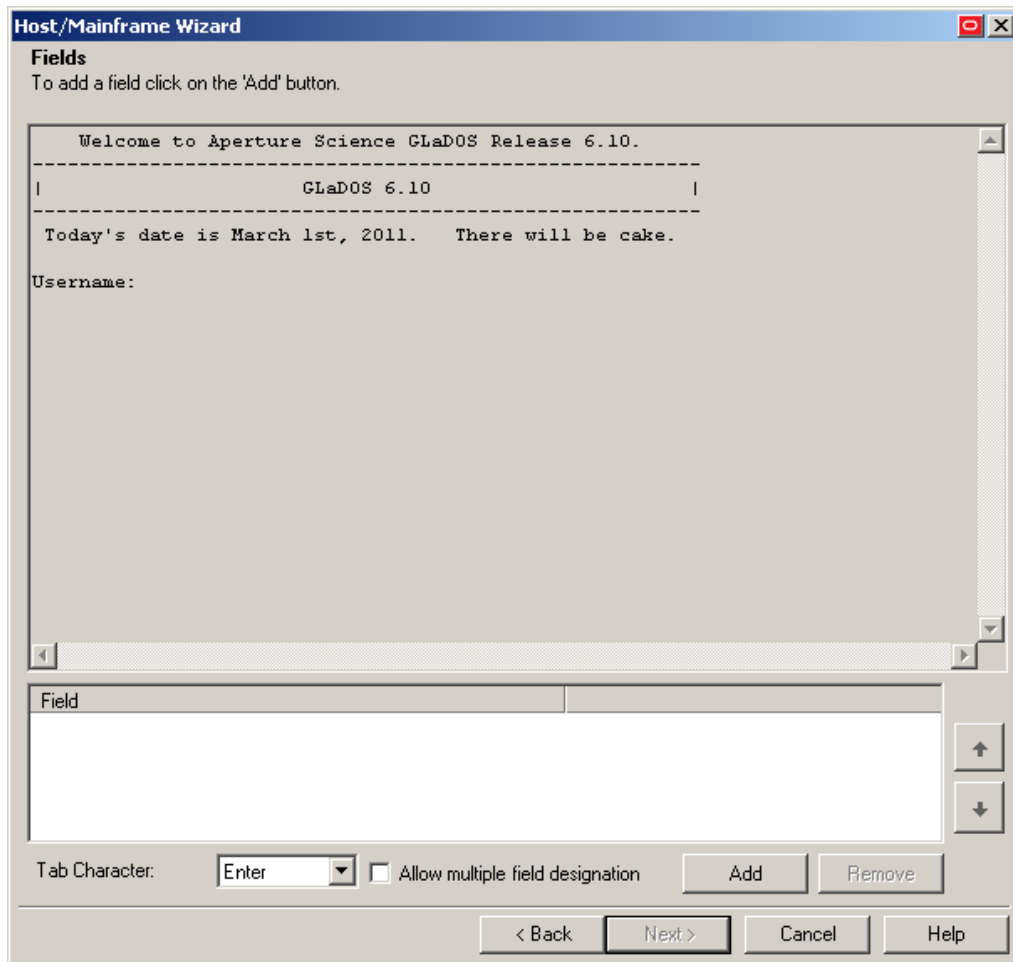 Host/Mainframe Wizard
Fields
To add a field click on the 'Add' button.
Welcome to Aperture Science GLaDOS Release 6.10.
-----------------------------------------------------------
| GLaDOS 6.10 |
-----------------------------------------------------------
Today's date is March 1st, 2011. There will be cake.
Username:
Field
Tab Character: Enter Allow multiple field designation Add Remove
< Back Next > Cancel Help